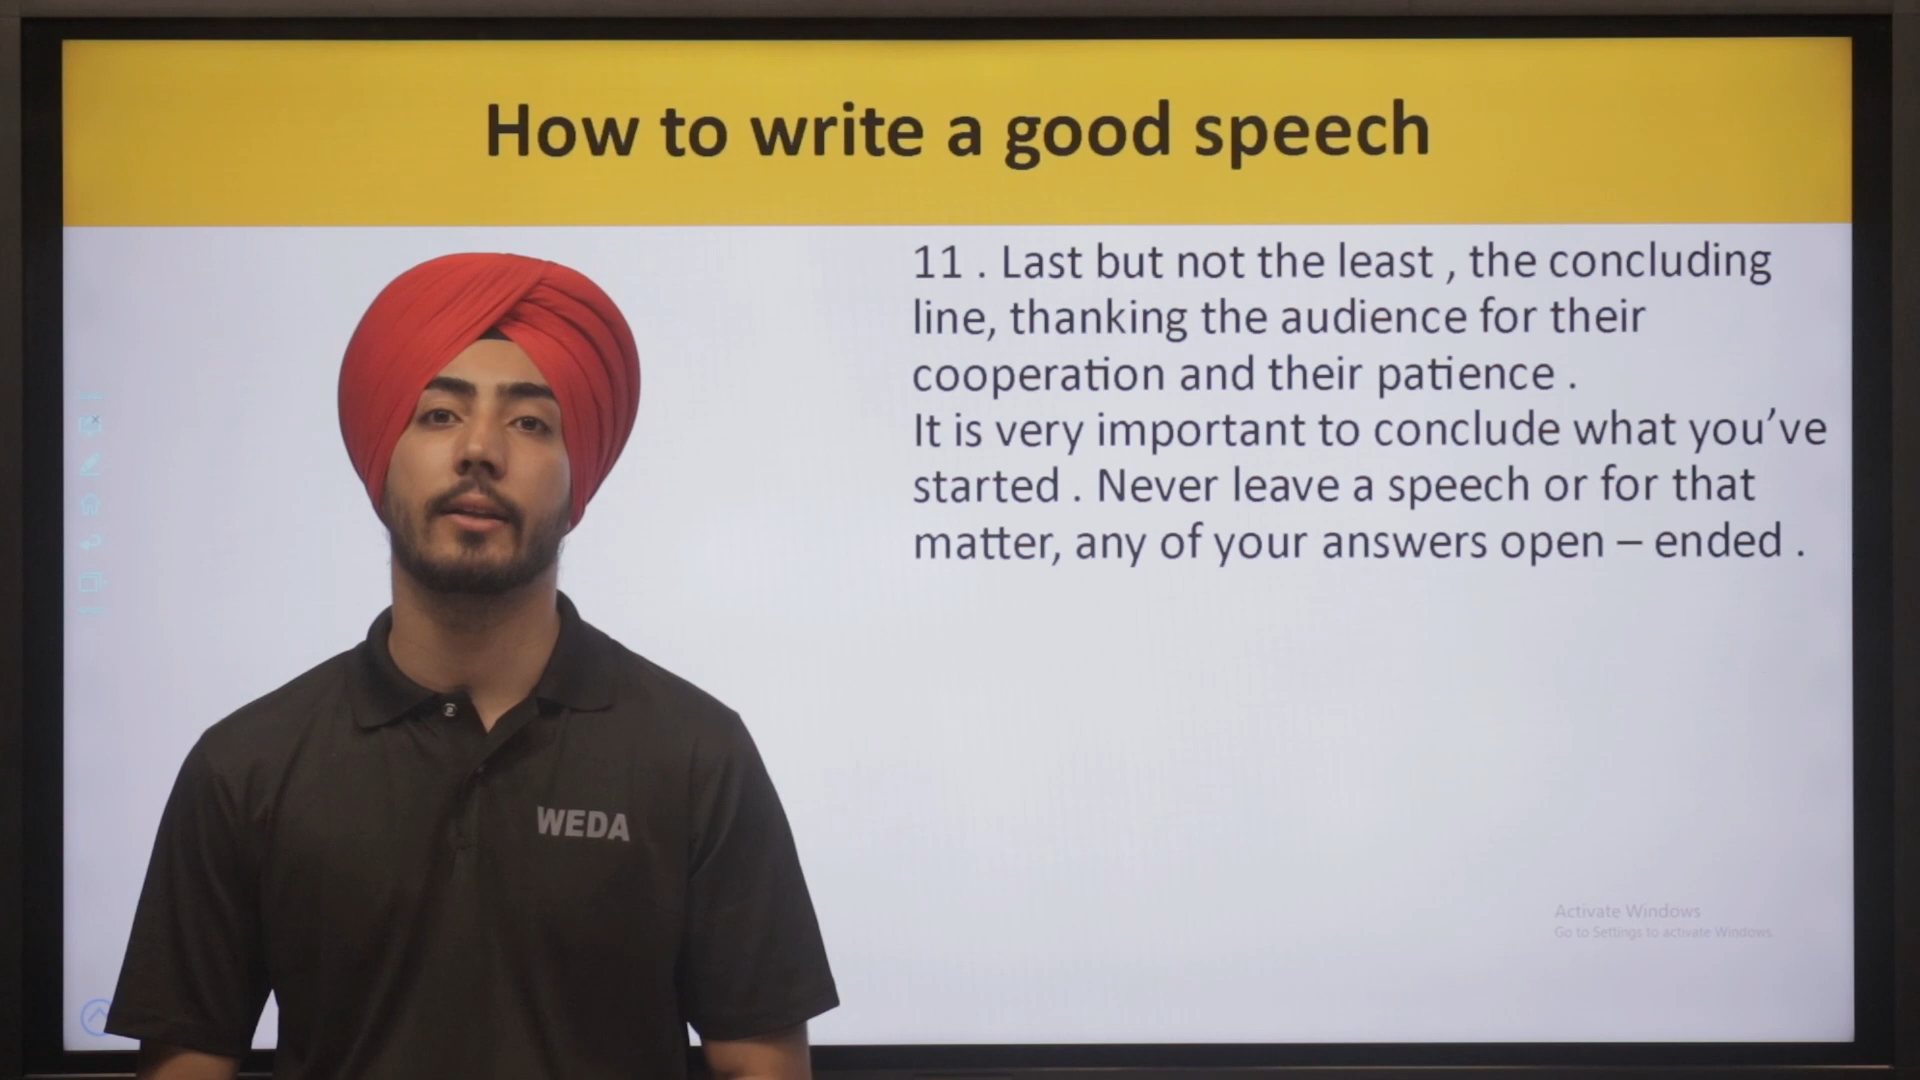 How to write a good speech
11 . Last but not the least , the concluding
line, thanking the audience for their
cooperation and their patience .
It is very important to conclude what you’ve
started . Never leave a speech or for that
matter, any of your answers open – ended .
WEDA
Activate Windows
Go to Settings to activate Windows.